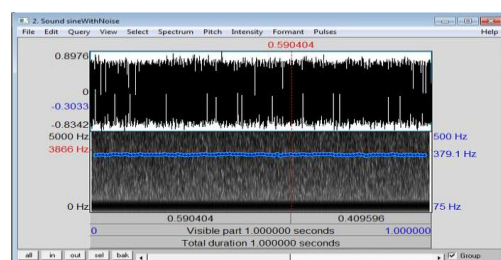 2. Sound sineWithNoise
File Edit Query View Select Spectrum Pitch Intensity Formant Pulses Help
0.590404
0.8976
0
-0.3033
-0.8342
5000 Hz 500 Hz
3866 Hz 379.1 Hz
0 Hz 75 Hz
0.590404 0.409596
0 Visible part 1.000000 seconds 1.000000
Total duration 1.000000 seconds
all in out sel bak Group